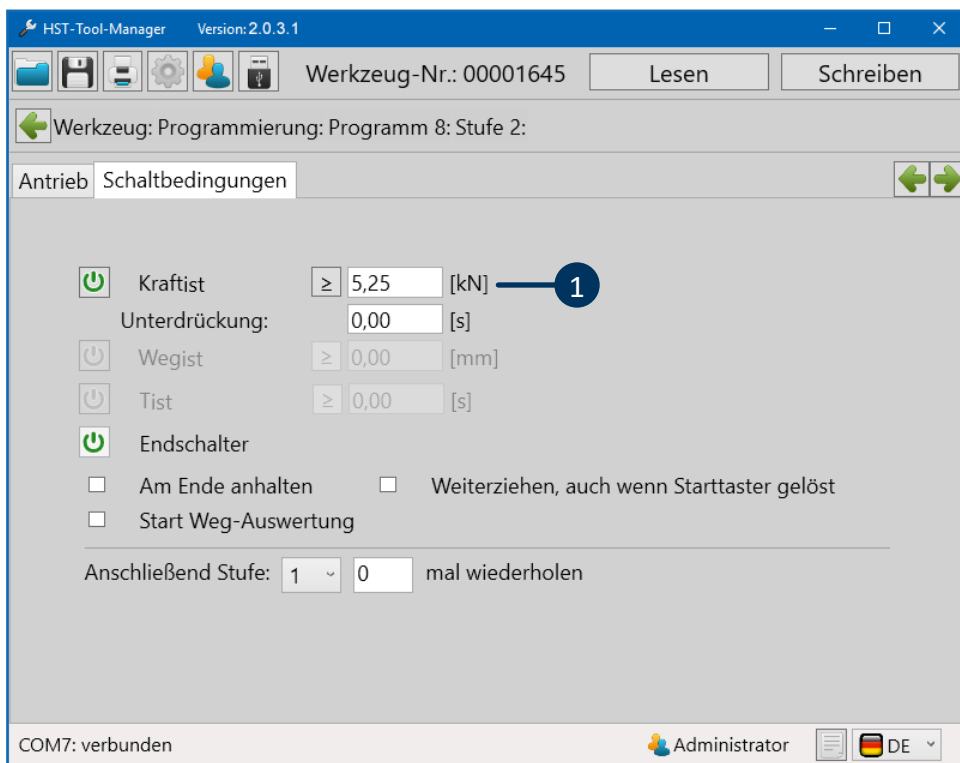 HST-Tool-Manager Version: 2.0.3.1
Werkzeug-Nr.: 00001645 Lesen Schreiben
Werkzeug: Programmierung: Programm 8: Stufe 2:
Antrieb Schaltbedingungen
Kraftist ≥ 5,25 [kN] 1
Unterdrückung: 0,00 [s]
Wegist ≥ 0,00 [mm]
Tist ≥ 0,00 [s]
Endschalter
Am Ende anhalten Weiterziehen, auch wenn Starttaster gelöst
Start Weg-Auswertung
Anschließend Stufe: 1 0 mal wiederholen
COM7: verbunden Administrator DE